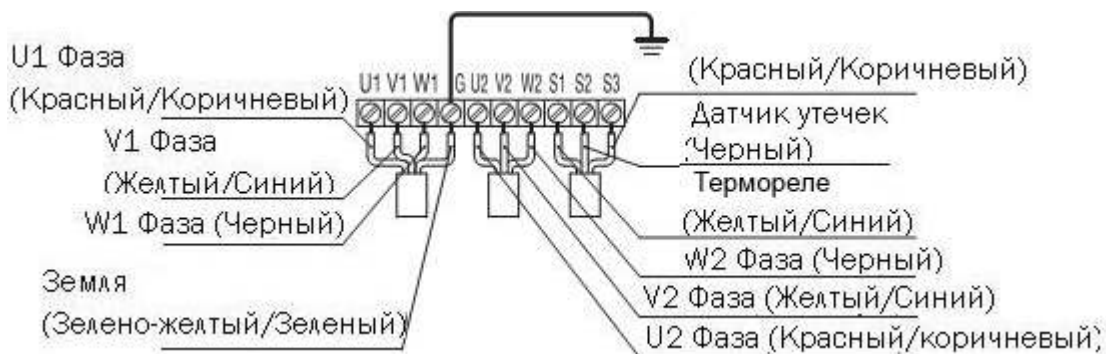 U1 Фаза
(Красный/Коричневый)
V1 Фаза
(Желтый/Синий)
W1 Фаза (Черный)
Земля
(Зелено-желтый/Зеленый)
U1 V1 W1 G U2 V2 W2 S1 S2 S3
(Красный/Коричневый)
Датчик утечек
(Черный)
Термореле
(Желтый/Синий)
W2 Фаза (Черный)
V2 Фаза (Желтый/Синий)
U2 Фаза (Красный/коричневый)